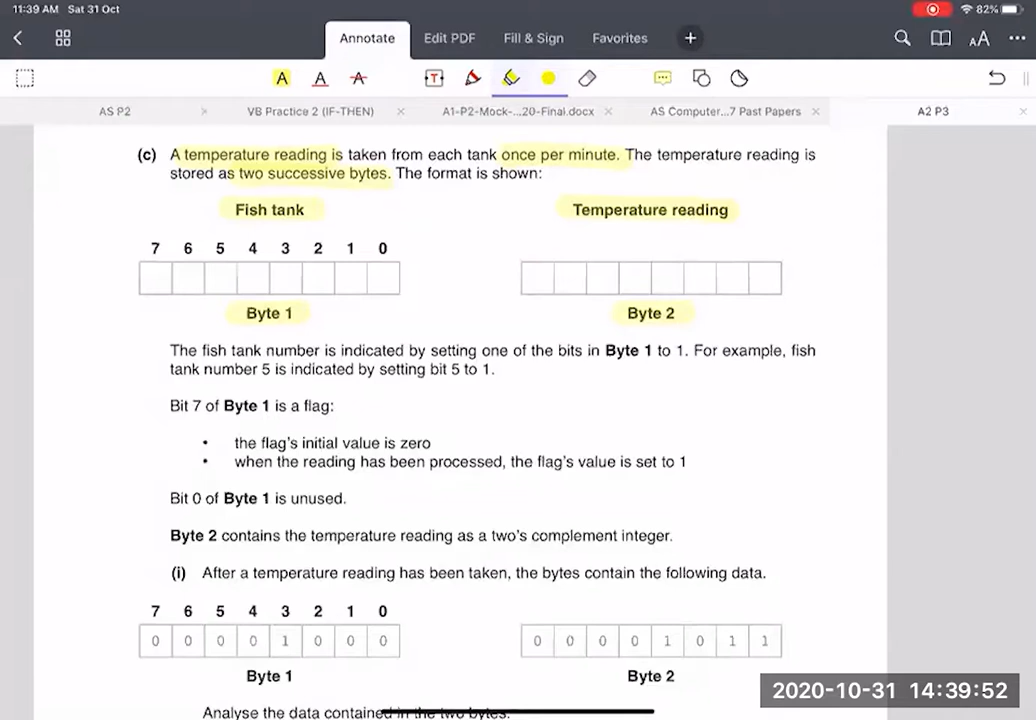 11:39 AM Sat 31 Oct
82%
Annotate Edit PDF Fill & Sign Favorites +
AA
A A A T
AS P2 VB Practice 2 (IF-THEN) A1-P2-Mock-...20-Final.docx AS Computer...7 Past Papers A2 P3
(c) A temperature reading is taken from each tank once per minute. The temperature reading is
stored as two successive bytes. The format is shown:
Fish tank Temperature reading
7 6 5 4 3 2 1 0
Byte 1 Byte 2
The fish tank number is indicated by setting one of the bits in Byte 1 to 1. For example, fish
tank number 5 is indicated by setting bit 5 to 1.
Bit 7 of Byte 1 is a flag:
• the flag's initial value is zero
• when the reading has been processed, the flag's value is set to 1
Bit 0 of Byte 1 is unused.
Byte 2 contains the temperature reading as a two's complement integer.
(i) After a temperature reading has been taken, the bytes contain the following data.
7 6 5 4 3 2 1 0
0 0 0 0 1 0 0 0 0 0 0 0 1 0 1 1
Byte 1 Byte 2
2020-10-31 14:39:52
Analyse the data contained in the two bytes.